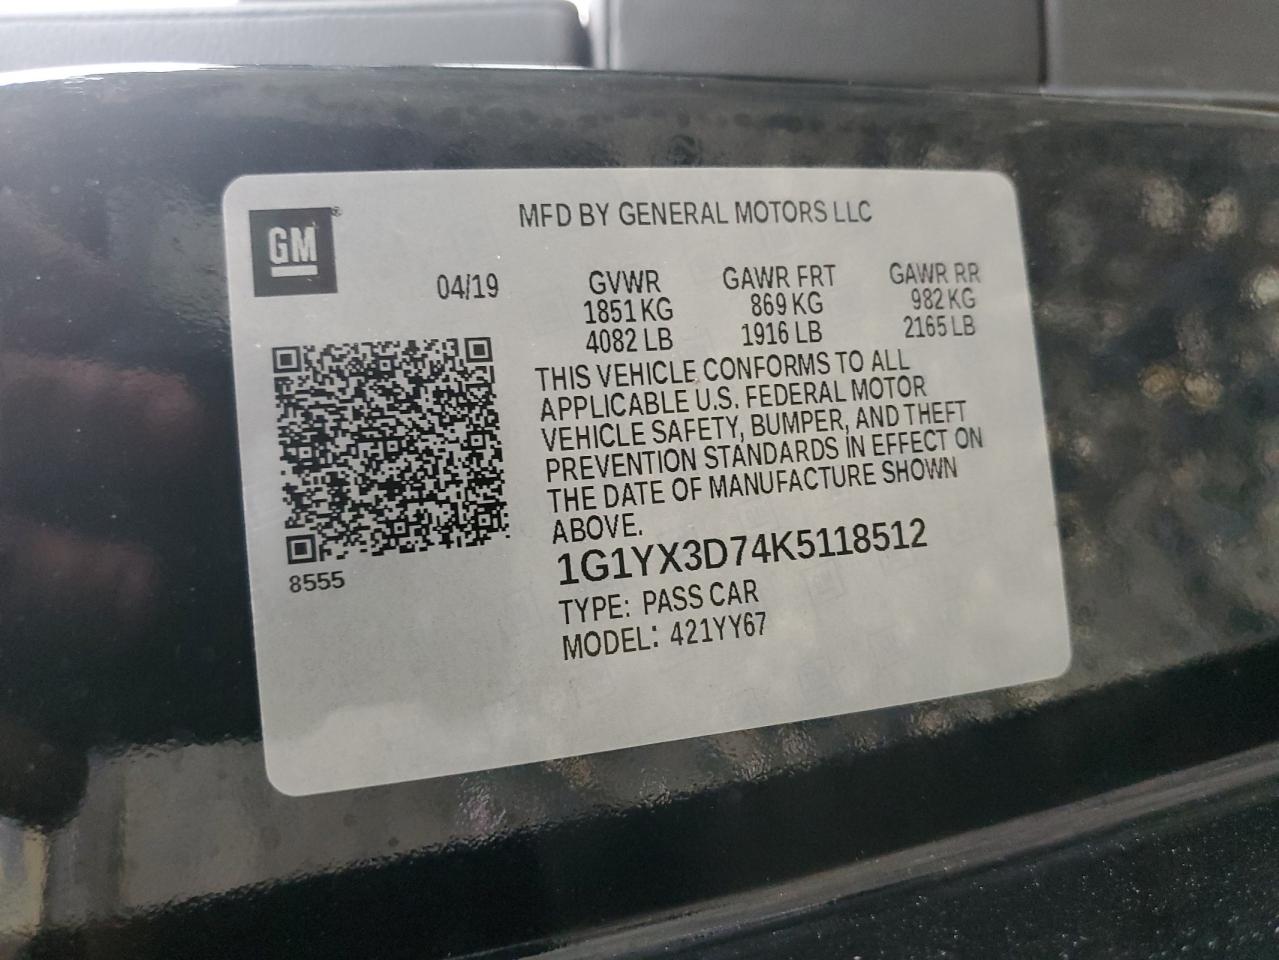 MFD BY GENERAL MOTORS LLC
GM®
04/19
GVWR GAWR FRT GAWR RR
1851 KG 869 KG 982 KG
4082 LB 1916 LB 2165 LB
THIS VEHICLE CONFORMS TO ALL
APPLICABLE U.S. FEDERAL MOTOR
VEHICLE SAFETY, BUMPER, AND THEFT
PREVENTION STANDARDS IN EFFECT ON
THE DATE OF MANUFACTURE SHOWN
ABOVE.
1G1YX3D74K5118512
8555
TYPE: PASS CAR
MODEL: 421YY67